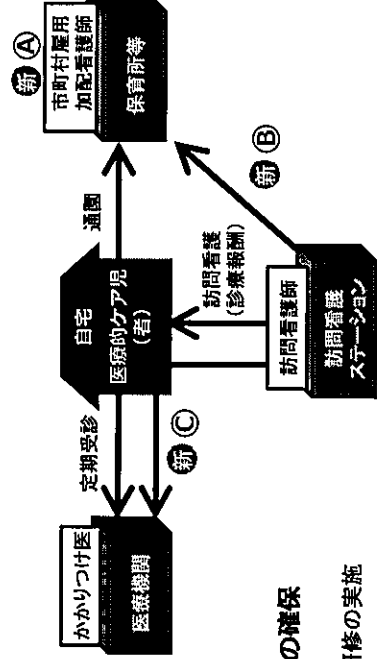 かかりつけ医
医療機関
定期受診
新 Ⓒ
自宅
医療的ケア児
(者)
通園
新 Ⓐ
市町村雇用
加配看護師
保育所等
訪問看護
(診療報酬)
新 Ⓑ
訪問看護師
訪問看護
ステーション
の確保
修の実施